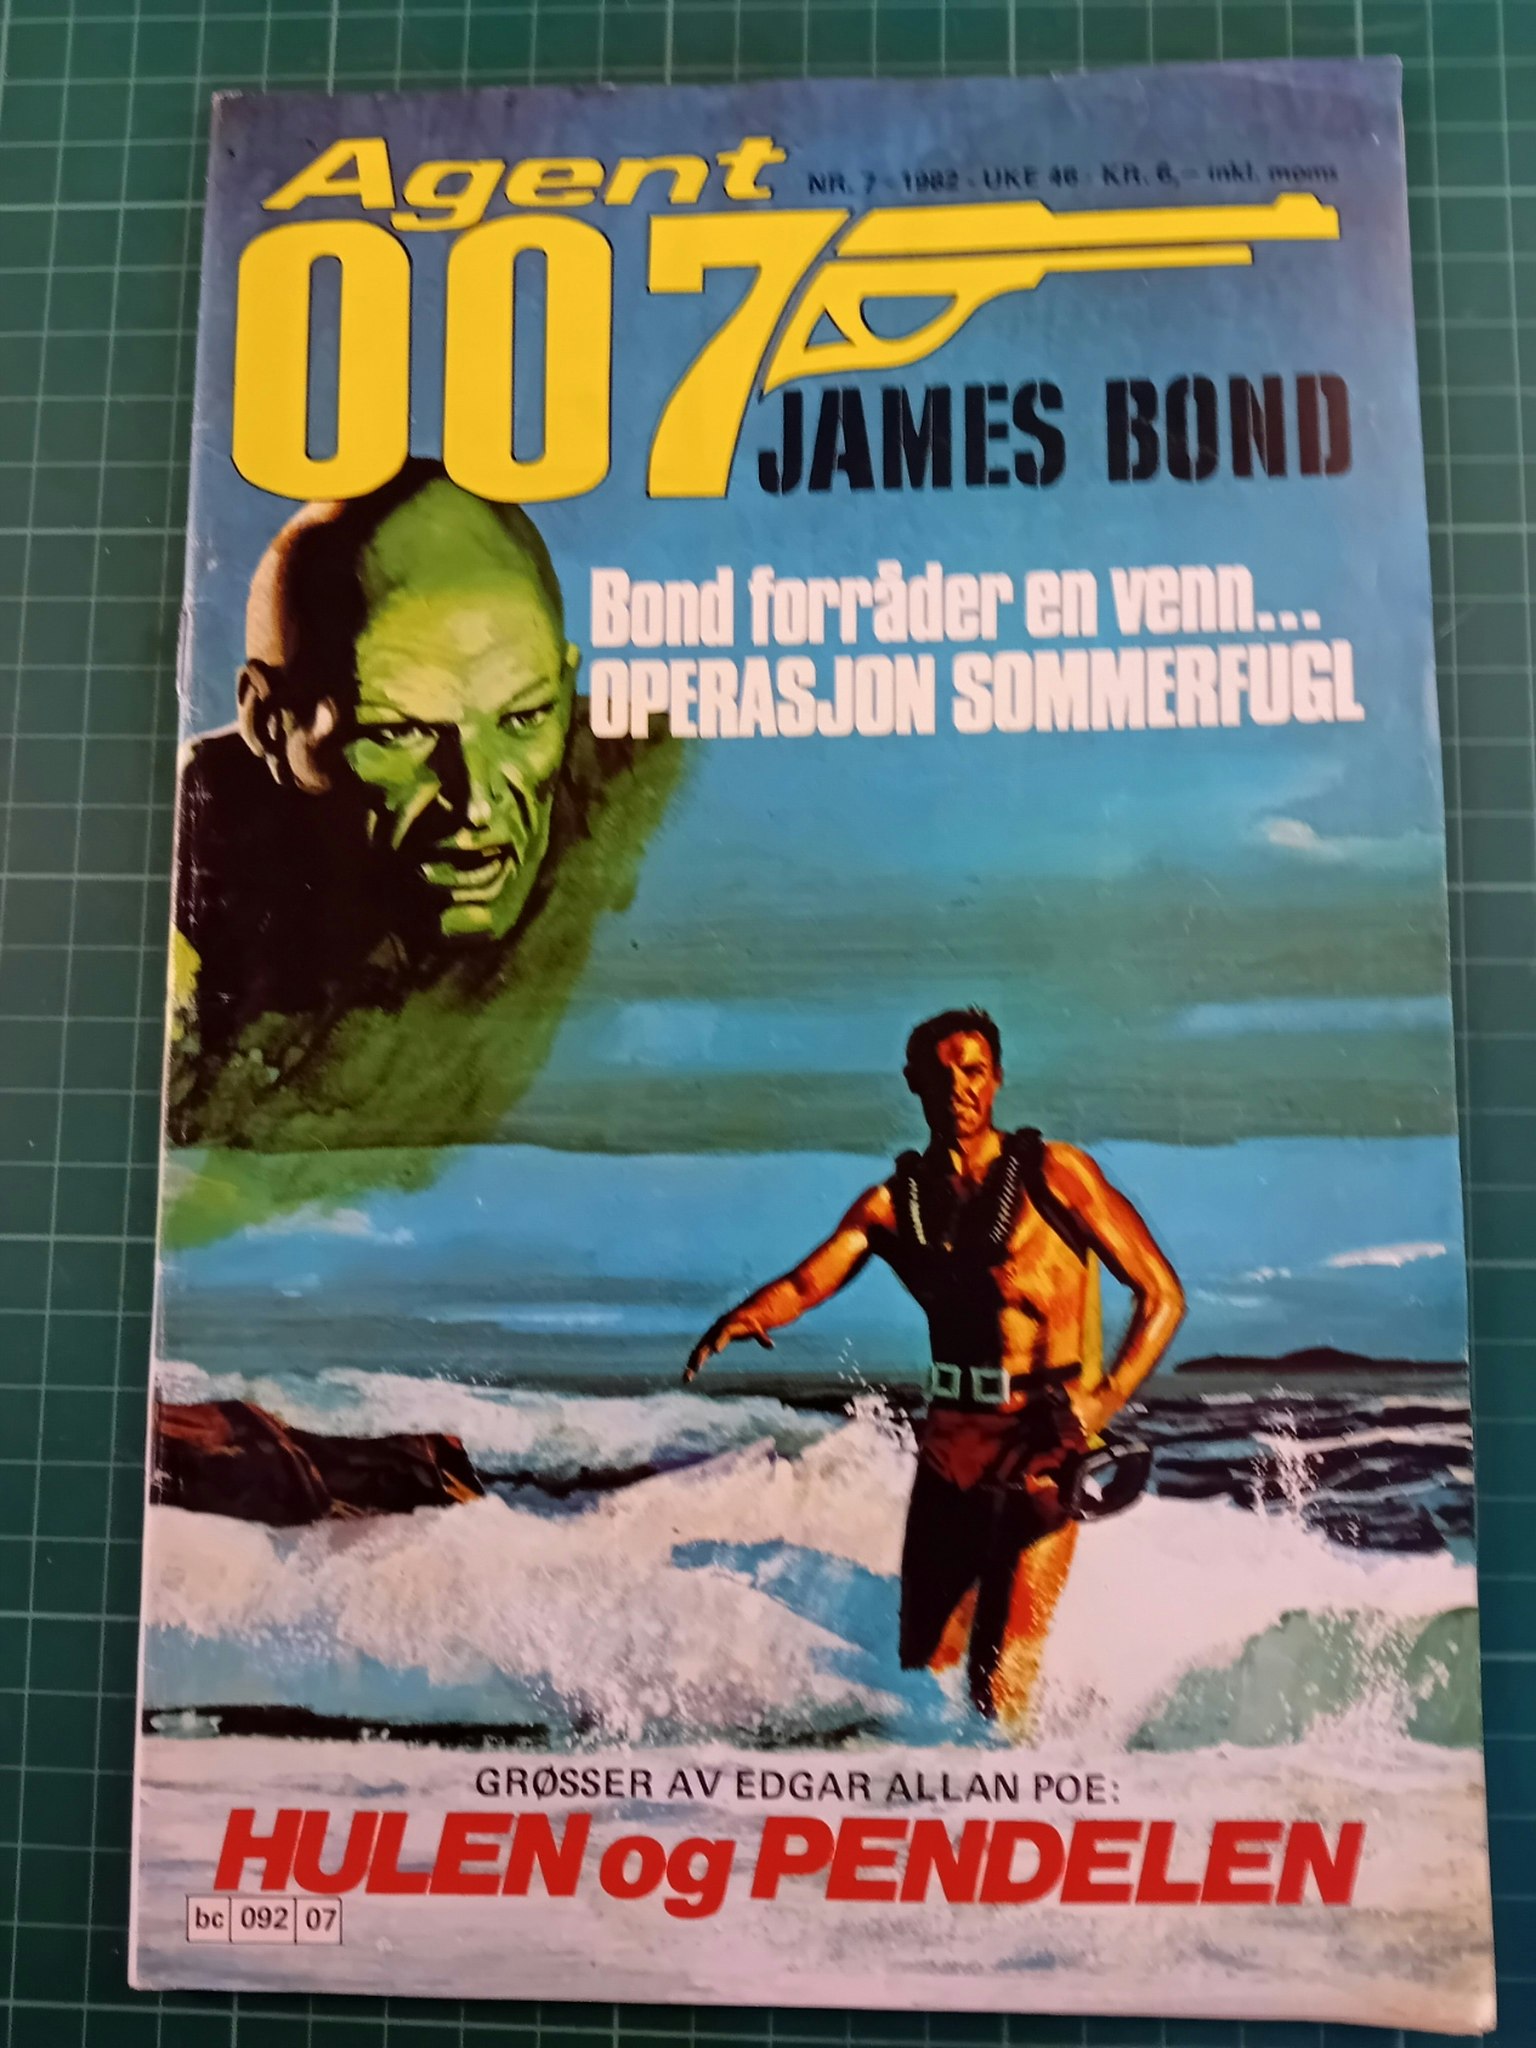 Agent
NR. 7 - 1982 - UKE 46 - KR. 6,- inkl. moms
007
JAMES BOND
Bond forråder en venn...
OPERASJON SOMMERFUGL
GRØSSER AV EDGAR ALLAN POE:
HULEN og PENDELEN
bc 092 07